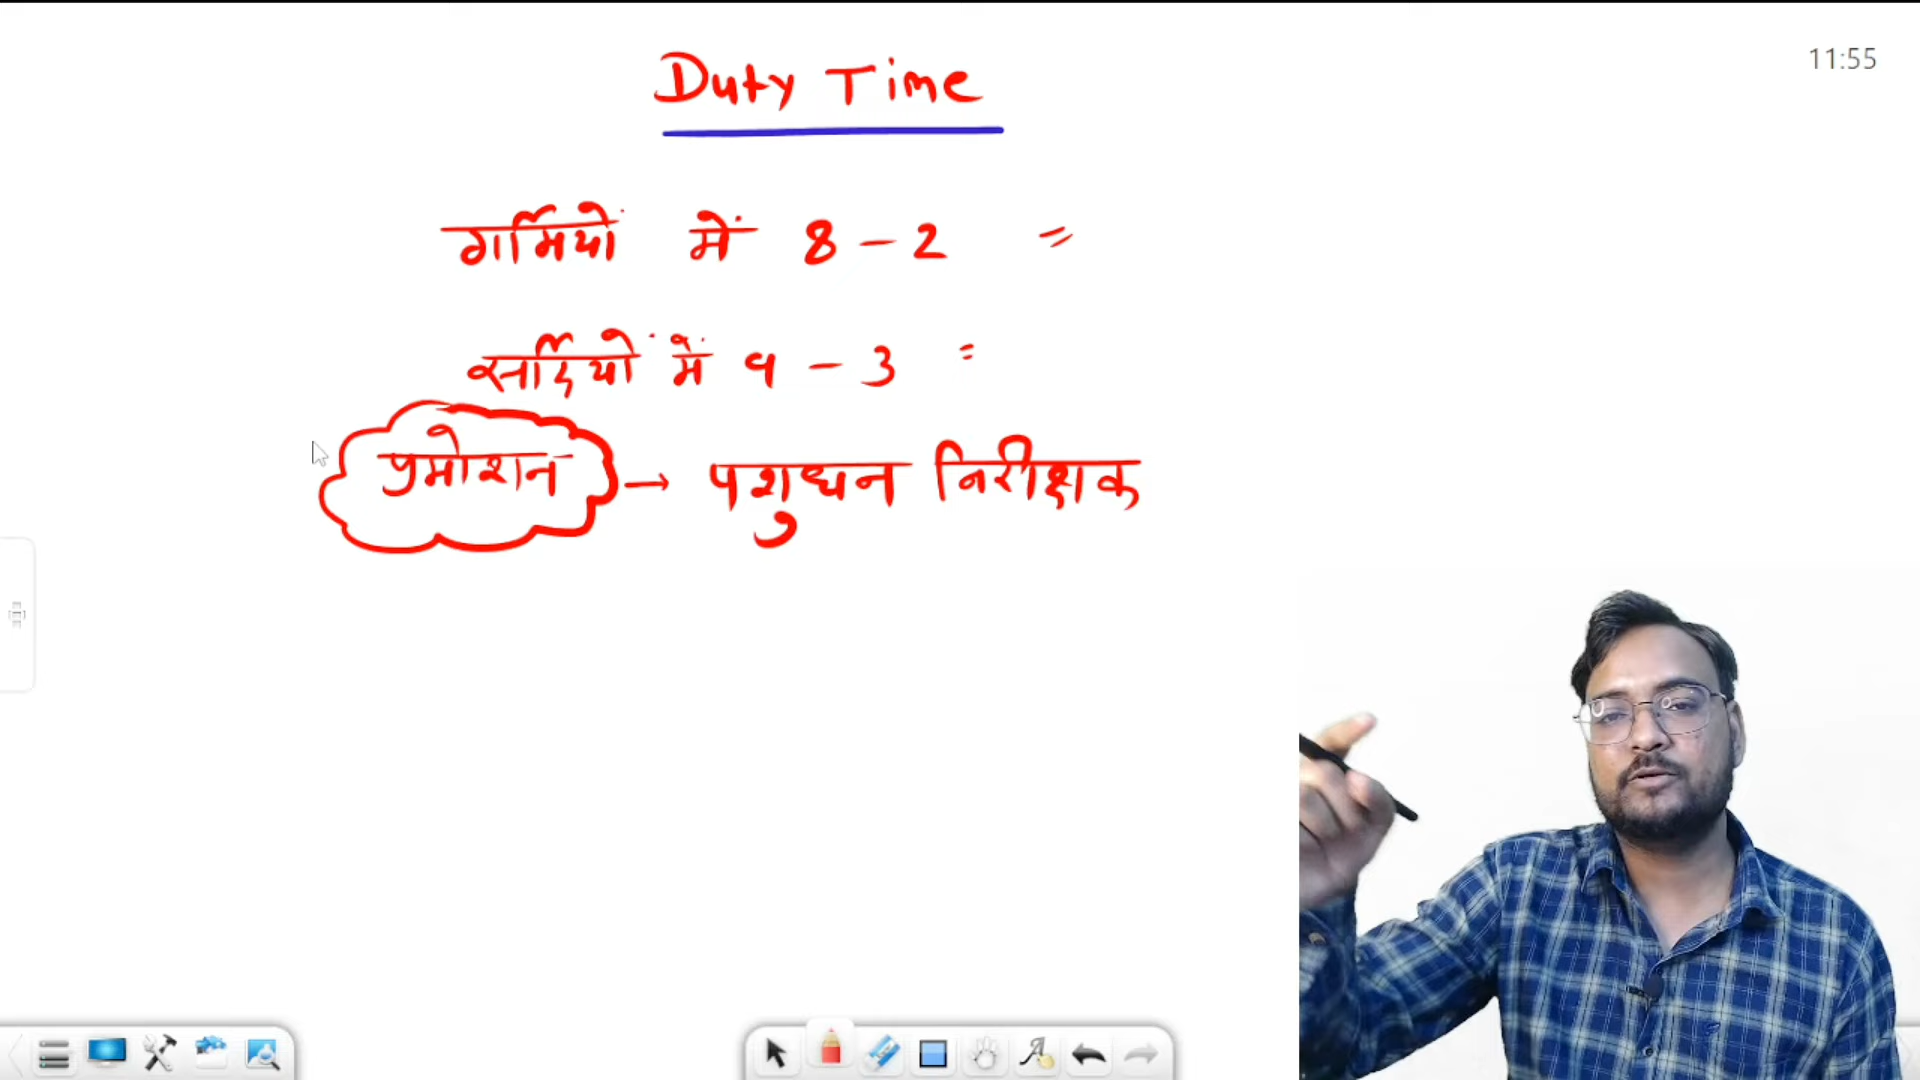 11:55
Duty Time
गर्मियों में 8 - 2 =
सर्दियों में 9 - 3 =
प्रमोशन → पशुधन निरीक्षक